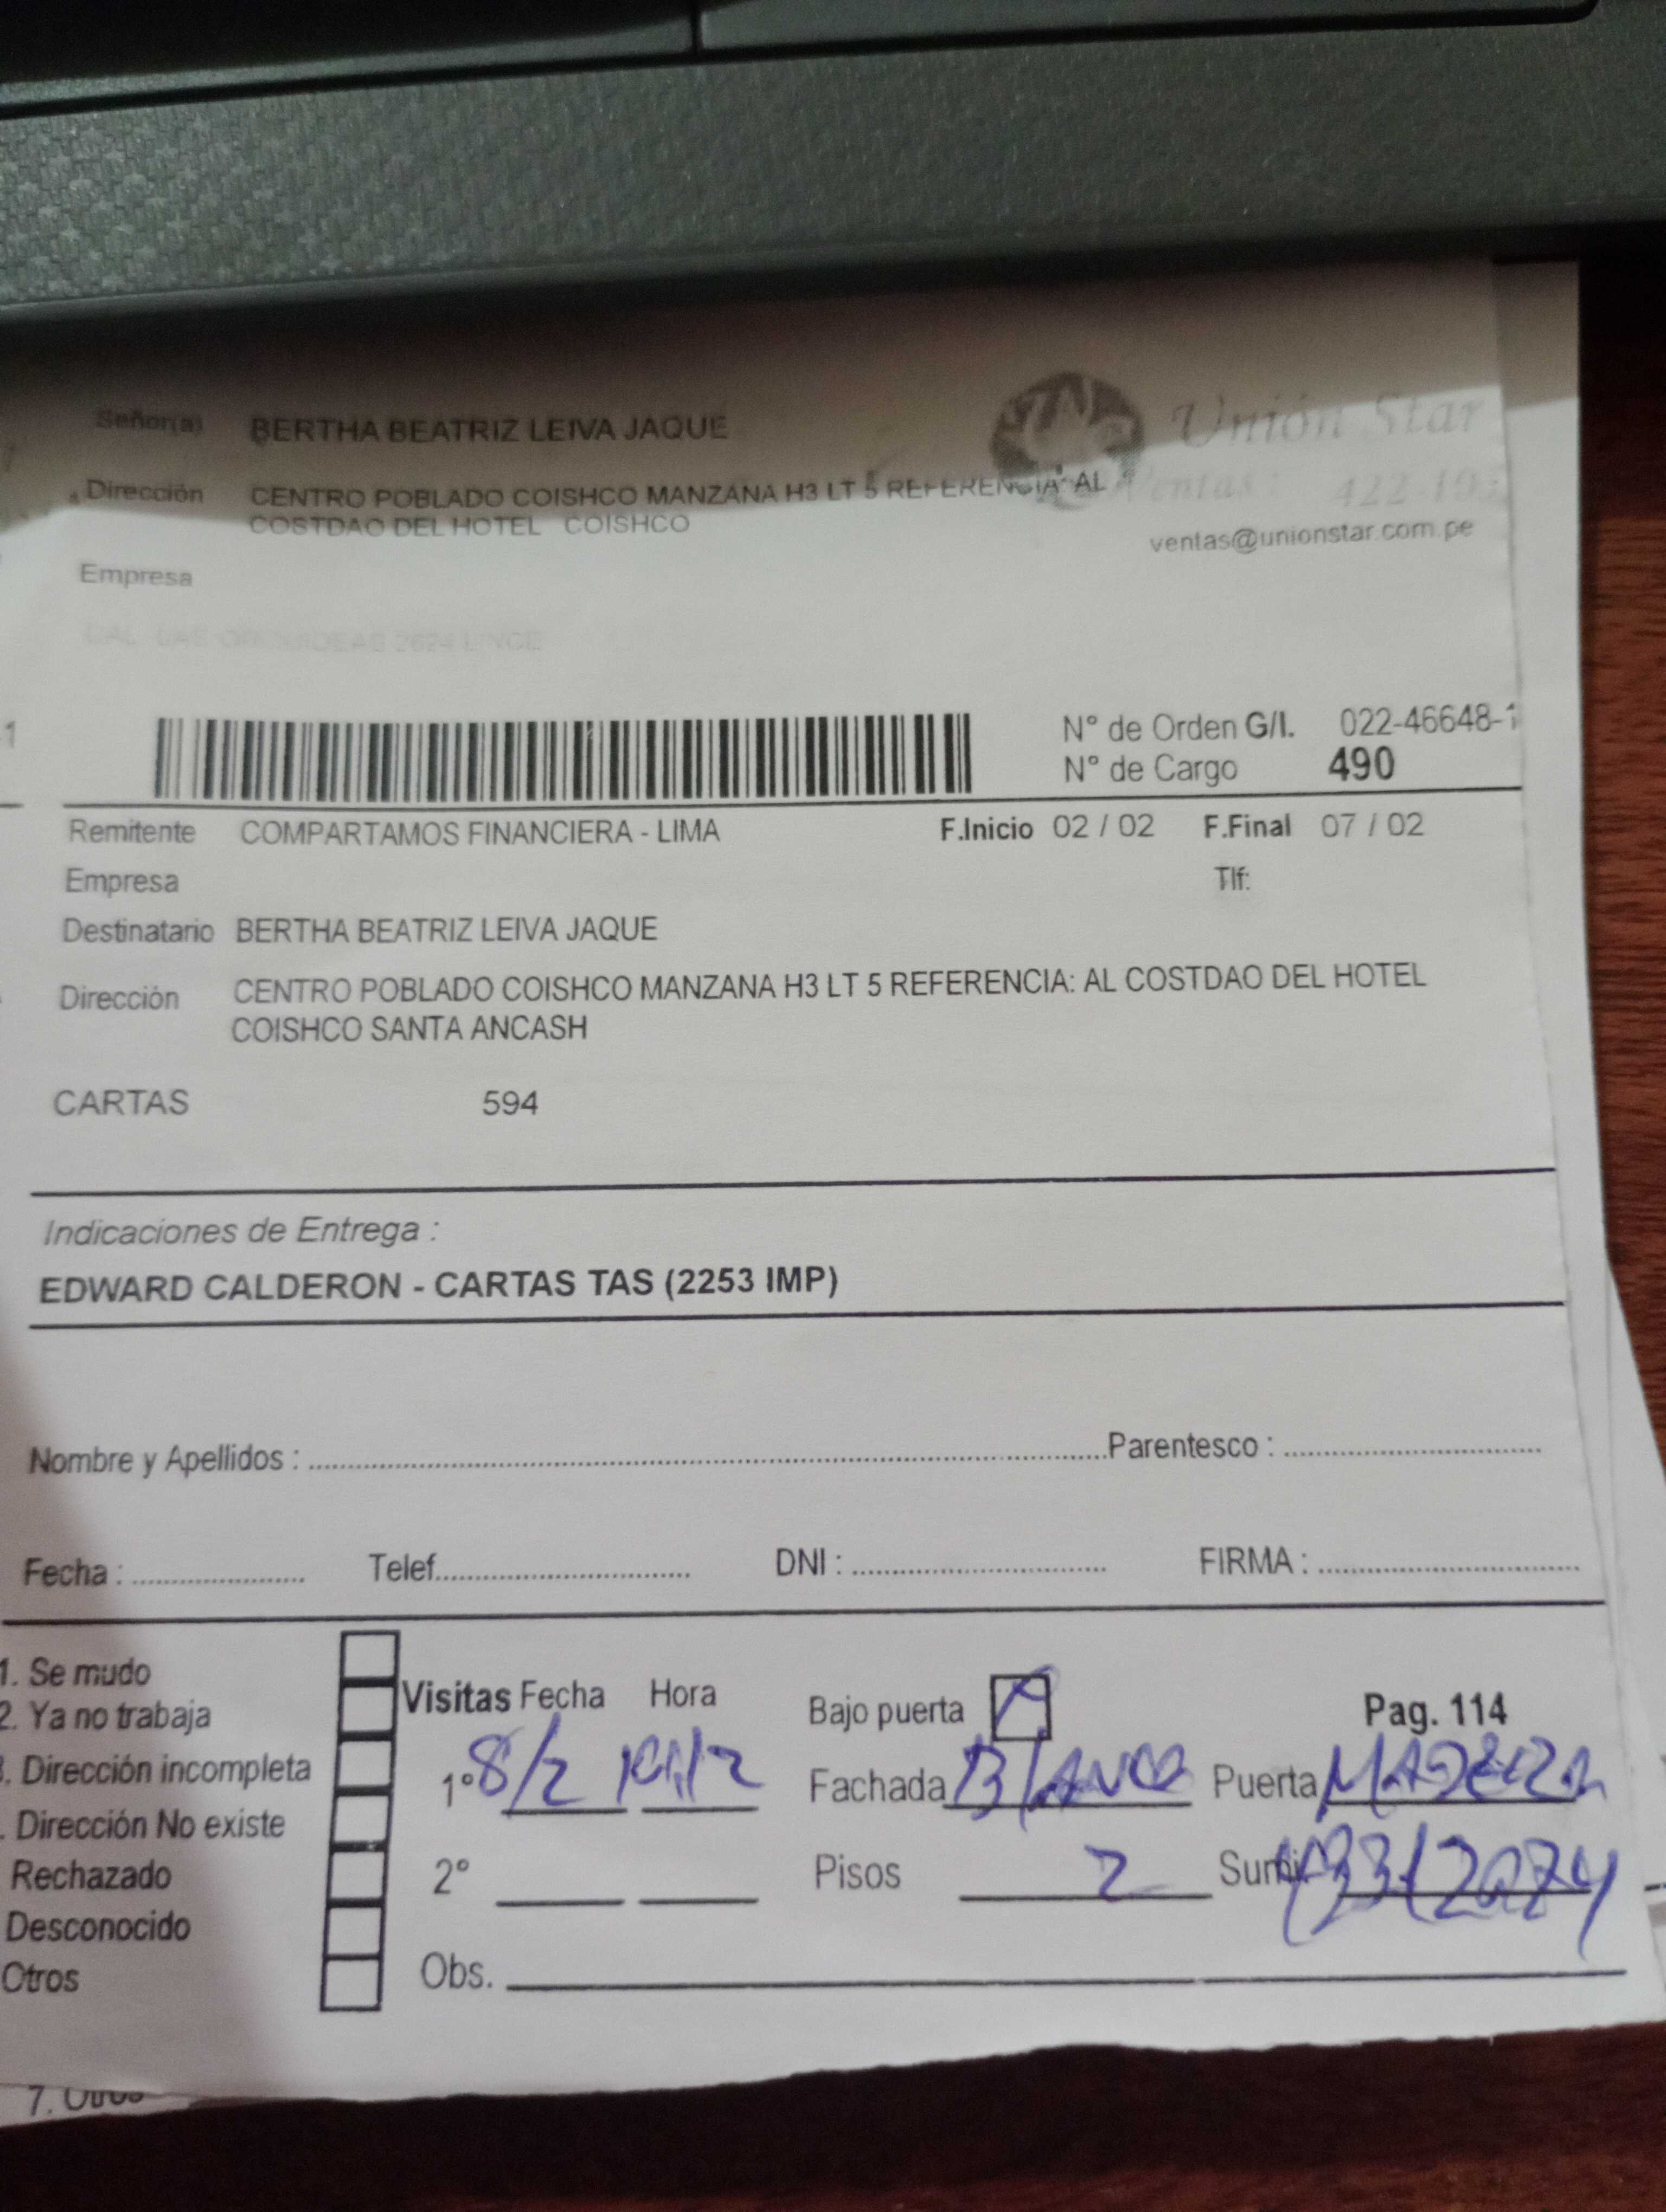 Señor(a) BERTHA BEATRIZ LEIVA JAQUE
Unión Star
Dirección CENTRO POBLADO COISHCO MANZANA H3 LT 5 REFERENCIA: AL
COSTDAO DEL HOTEL COISHCO
Ventas: 422-19
ventas@unionstar.com.pe
Empresa
N° de Orden G/I. 022-46648-1
N° de Cargo 490
Remitente COMPARTAMOS FINANCIERA - LIMA F.Inicio 02 / 02 F.Final 07 / 02
Empresa Tlf:
Destinatario BERTHA BEATRIZ LEIVA JAQUE
Dirección CENTRO POBLADO COISHCO MANZANA H3 LT 5 REFERENCIA: AL COSTDAO DEL HOTEL
COISHCO SANTA ANCASH
CARTAS 594
Indicaciones de Entrega :
EDWARD CALDERON - CARTAS TAS (2253 IMP)
Nombre y Apellidos : Parentesco :
Fecha : Telef. DNI : FIRMA :
1. Se mudo
2. Ya no trabaja
. Dirección incompleta
. Dirección No existe
Rechazado
Desconocido
Otros
Visitas Fecha Hora Bajo puerta Pag. 114
1° 8/2 Fachada BLANCO Puerta MADERA
2° Pisos 2 Sumi.
Obs.
7. Otros